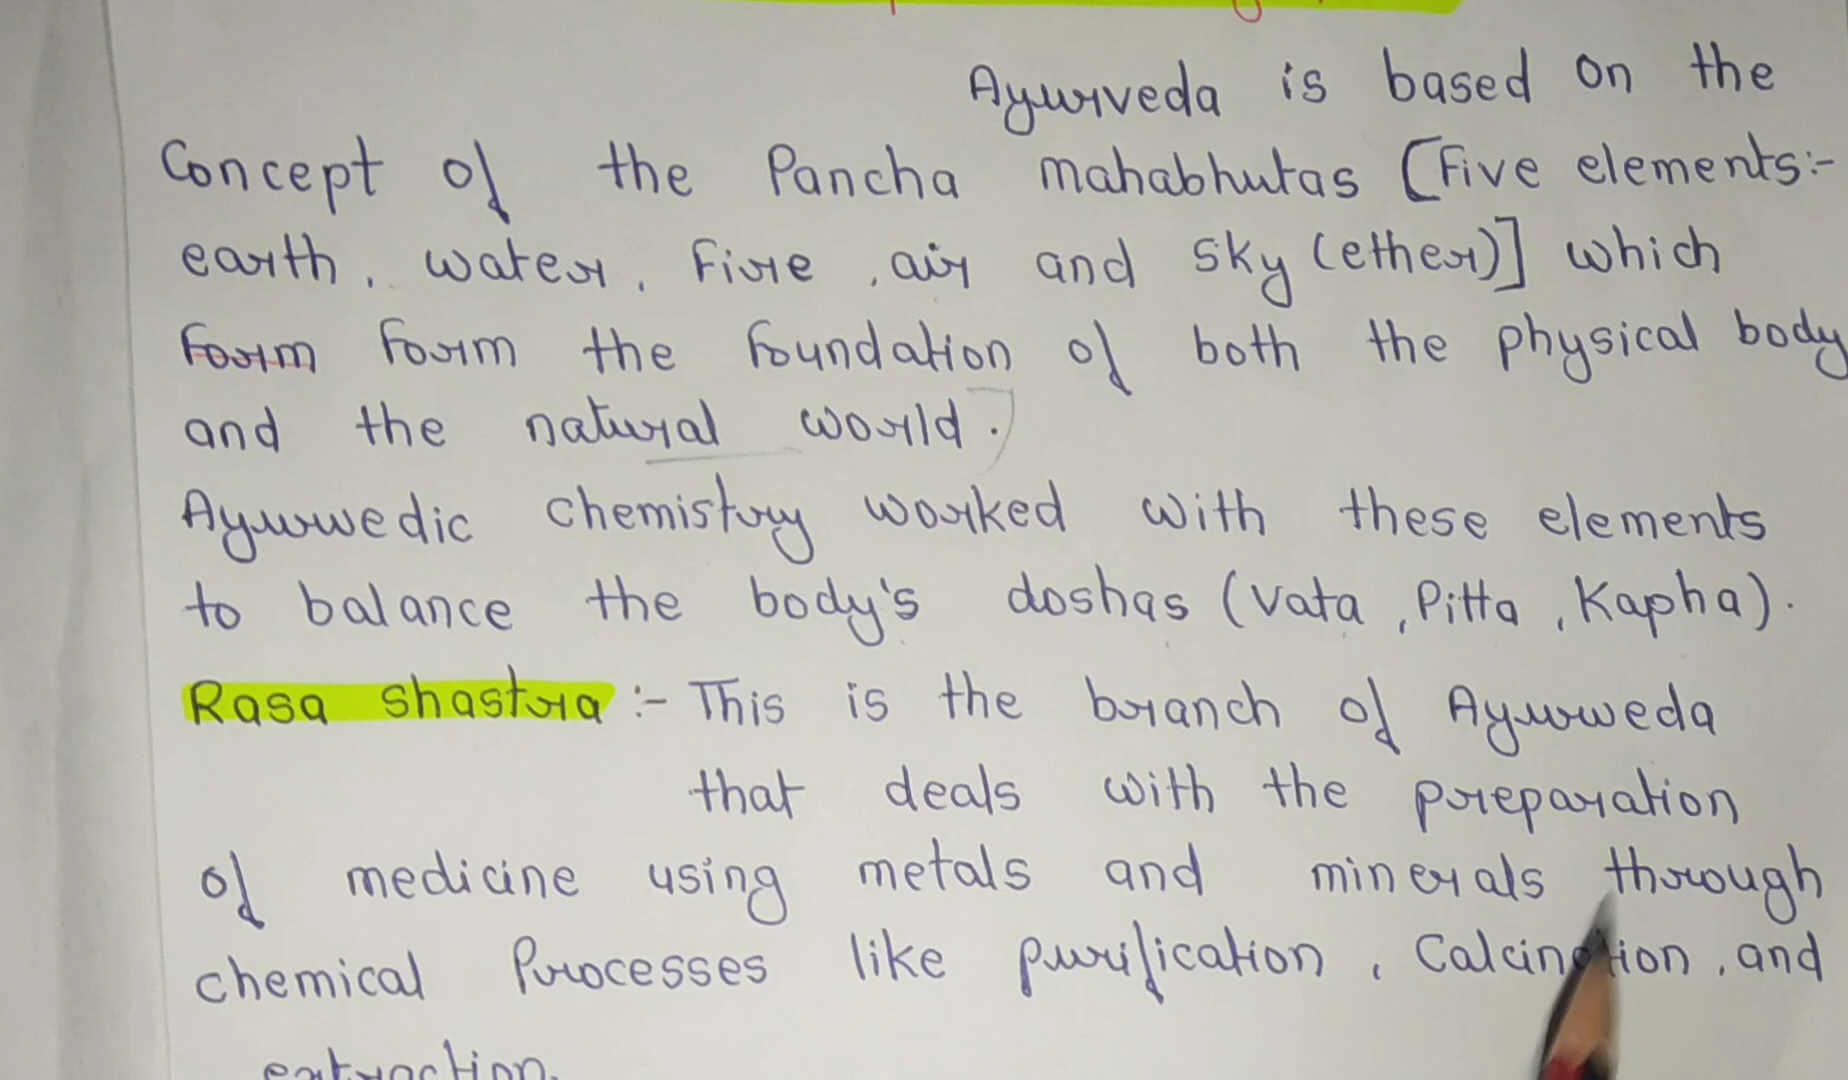 Ayurveda is based on the
Concept of the Pancha mahabhutas [Five elements:-
earth, water, Fire, air and sky (ether)] which
Form Form the foundation of both the physical body
and the natural world.
Ayurwedic chemistry worked with these elements
to balance the body's doshas (Vata, Pitta, Kapha).
Rasa shastra :- This is the branch of Ayurweda
that deals with the preparation
of medicine using metals and minerals through
chemical Processes like purification, Calcination, and
extraction.